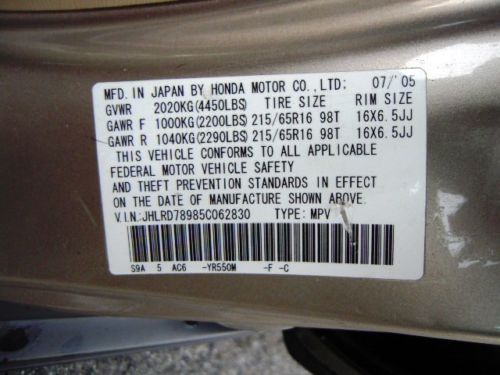 MFD. IN JAPAN BY HONDA MOTOR CO., LTD: 07/'05
GVWR 2020KG(4450LBS) TIRE SIZE RIM SIZE
GAWR F 1000KG(2200LBS) 215/65R16 98T 16X6.5JJ
GAWR R 1040KG(2290LBS) 215/65R16 98T 16X6.5JJ
THIS VEHICLE CONFORMS TO ALL APPLICABLE
FEDERAL MOTOR VEHICLE SAFETY
AND THEFT PREVENTION STANDARDS IN EFFECT
ON THE DATE OF MANUFACTURE SHOWN ABOVE.
V.I.N:JHLRD78985C062830 TYPE: MPV
S9A 5 AC6 -YR550M -F -C